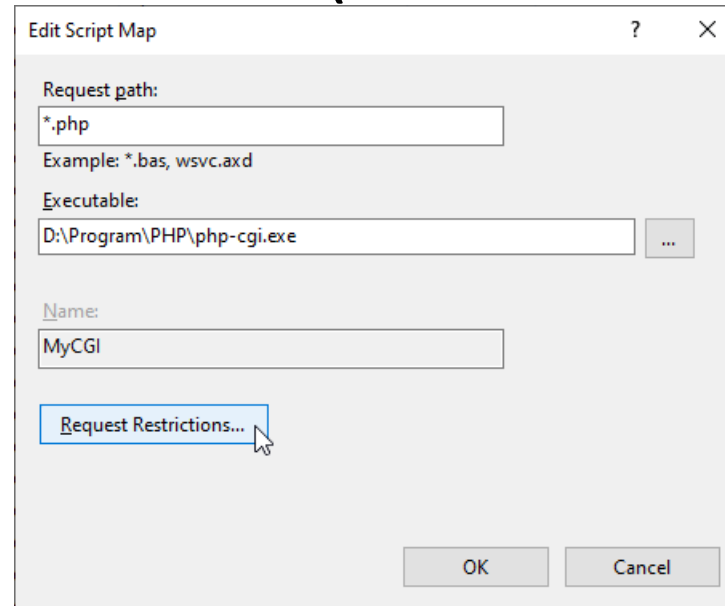 Edit Script Map
?
Request path:
*.php
Example: *.bas, wsvc.axd
Executable:
D:\Program\PHP\php-cgi.exe
...
Name:
MyCGI
Request Restrictions...
OK
Cancel